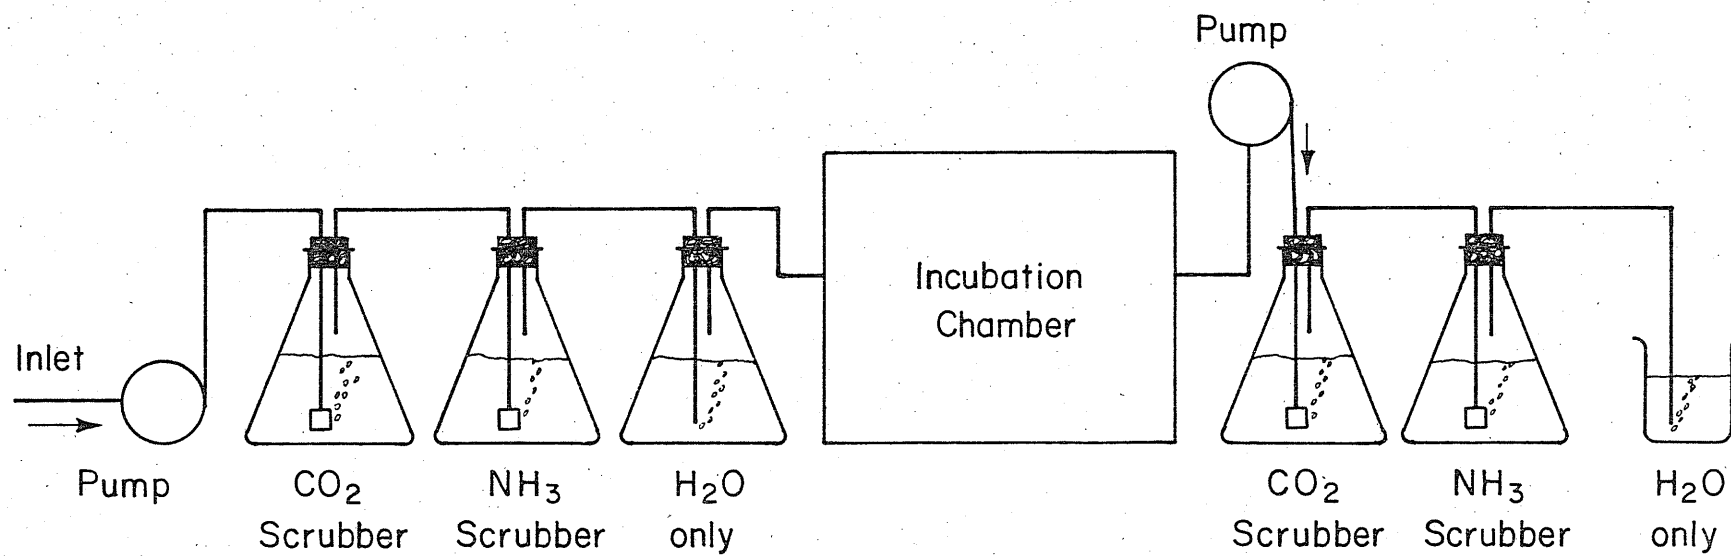 Pump
Inlet
Incubation
Chamber
Pump
CO₂
Scrubber
NH₃
Scrubber
H₂O
only
CO₂
Scrubber
NH₃
Scrubber
H₂O
only